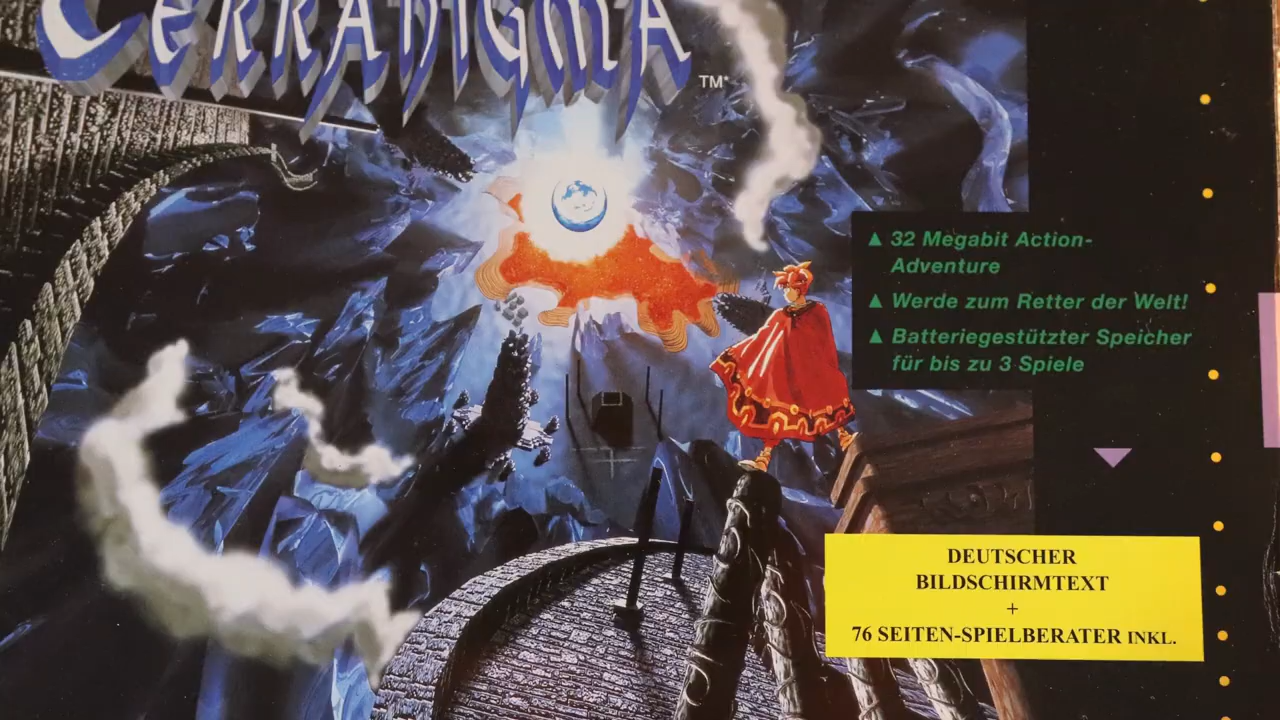 TERRANIGMA
TM*
▲ 32 Megabit Action-
Adventure
▲ Werde zum Retter der Welt!
▲ Batteriegestützter Speicher
für bis zu 3 Spiele
DEUTSCHER
BILDSCHIRMTEXT
+
76 SEITEN-SPIELBERATER INKL.